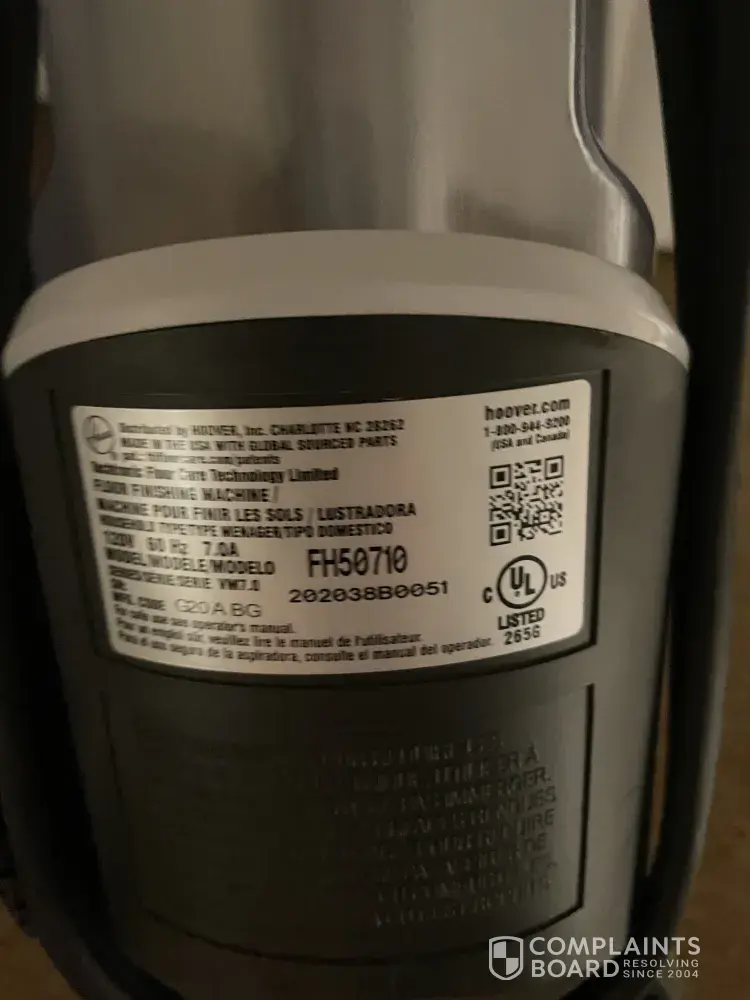 Distributed by HOOVER, Inc. CHARLOTTE NC 28262
MADE IN THE USA WITH GLOBAL SOURCED PARTS
Techtronic Floor Care Technology Limited
FLOOR FINISHING MACHINE /
MACHINE POUR FINIR LES SOLS / LUSTRADORA
HOUSEHOLD TYPE/TYPE MENAGER/TIPO DOMESTICO
120V 60 Hz 7.0A
MODEL/MODELE/MODELO FH50710
SERIES/SERIE/SERIE VM7.0
SN: 202038B0051
MFG. CODE G20A BG
For safe use see operator's manual.
Pour un emploi sûr, veuillez lire le manuel de l'utilisateur.
Para el uso seguro de la aspiradora, consulte el manual del operador.
hoover.com
1-800-944-9200
(USA and Canada)
C UL US
LISTED
265G
COMPLAINTS
BOARD RESOLVING SINCE 2004